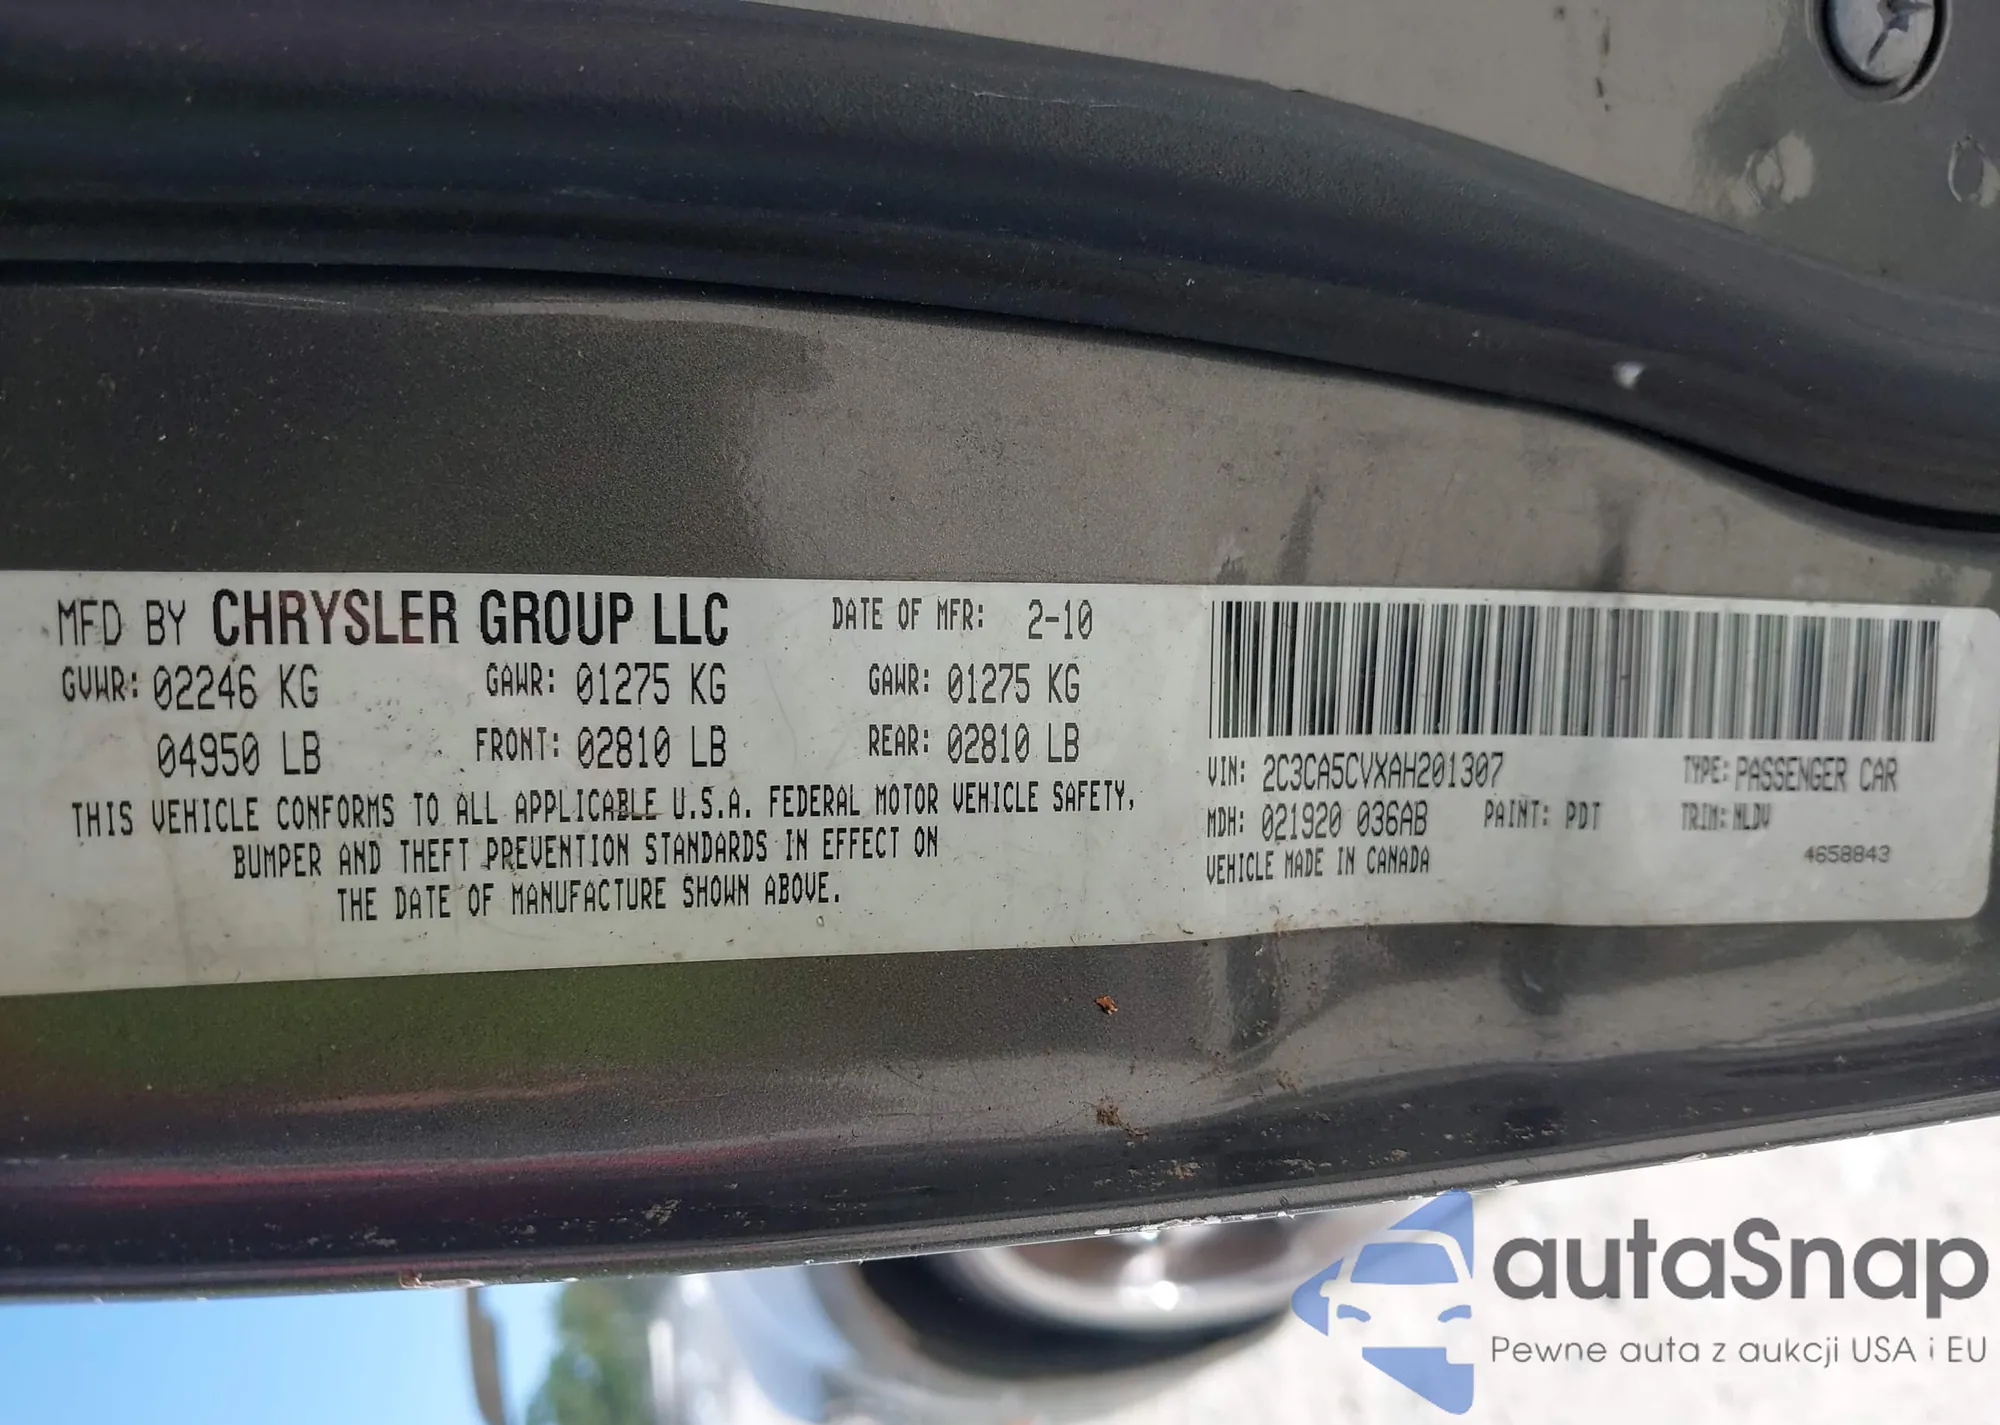 MFD BY CHRYSLER GROUP LLC DATE OF MFR: 2-10
GVWR: 02246 KG GAWR: 01275 KG GAWR: 01275 KG
04950 LB FRONT: 02810 LB REAR: 02810 LB
THIS VEHICLE CONFORMS TO ALL APPLICABLE U.S.A. FEDERAL MOTOR VEHICLE SAFETY,
BUMPER AND THEFT PREVENTION STANDARDS IN EFFECT ON
THE DATE OF MANUFACTURE SHOWN ABOVE.
VIN: 2C3CA5CVXAH201307 TYPE: PASSENGER CAR
MDH: 021920 036AB PAINT: PDT TRIM: NLDV
VEHICLE MADE IN CANADA 4658843
autaSnap
Pewne auta z aukcji USA i EU